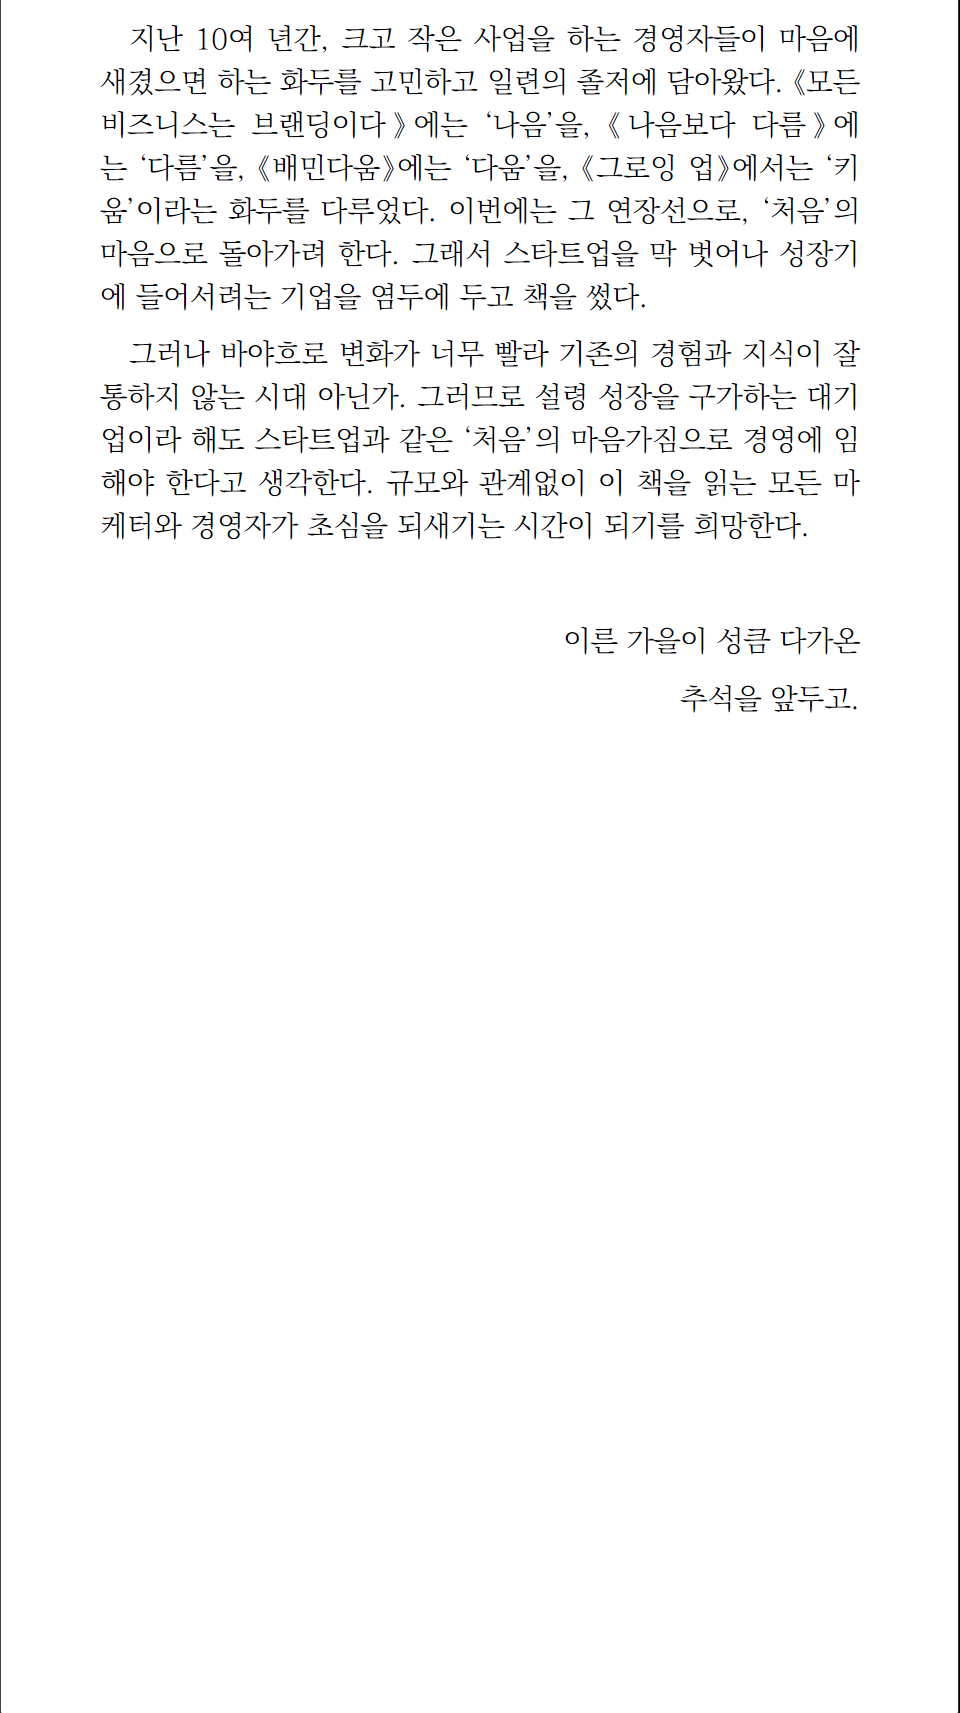 지난 10여 년간, 크고 작은 사업을 하는 경영자들이 마음에
새겼으면 하는 화두를 고민하고 일련의 졸저에 담아왔다. 《모든
비즈니스는 브랜딩이다》에는 ‘나음’을, 《나음보다 다름》에
는 ‘다름’을, 《배민다움》에는 ‘다움’을, 《그로잉 업》에서는 ‘키
움’이라는 화두를 다루었다. 이번에는 그 연장선으로, ‘처음’의
마음으로 돌아가려 한다. 그래서 스타트업을 막 벗어나 성장기
에 들어서려는 기업을 염두에 두고 책을 썼다.
그러나 바야흐로 변화가 너무 빨라 기존의 경험과 지식이 잘
통하지 않는 시대 아닌가. 그러므로 설령 성장을 구가하는 대기
업이라 해도 스타트업과 같은 ‘처음’의 마음가짐으로 경영에 임
해야 한다고 생각한다. 규모와 관계없이 이 책을 읽는 모든 마
케터와 경영자가 초심을 되새기는 시간이 되기를 희망한다.
이른 가을이 성큼 다가온
추석을 앞두고.